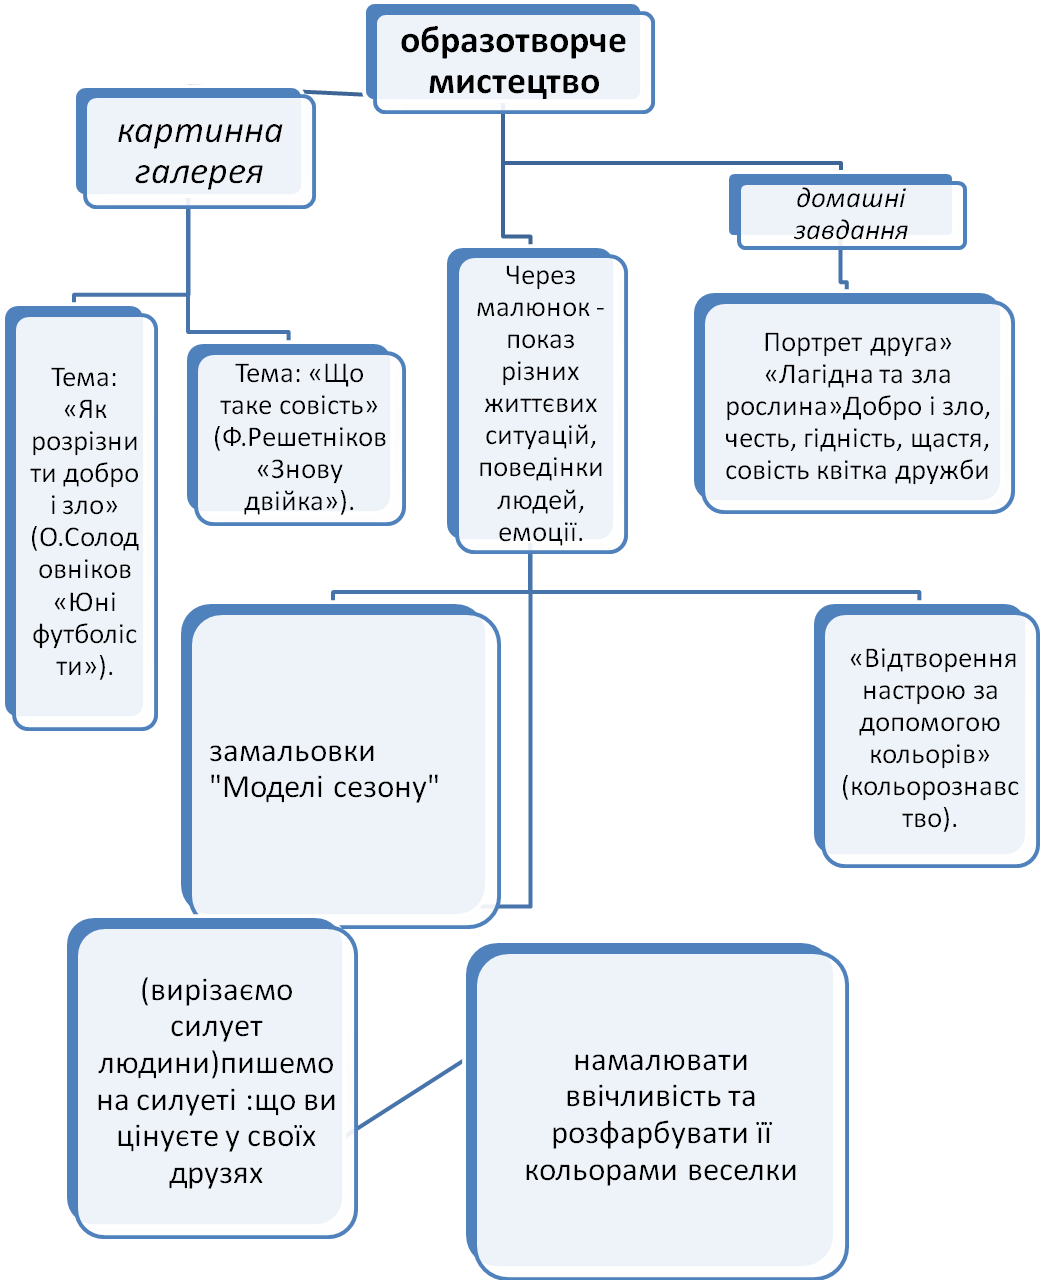 образотворче
мистецтво
картинна
галерея
домашні
завдання
Через
малюнок -
показ
різних
життєвих
ситуацій,
поведінки
людей,
емоції.
Тема:
«Як
розрізни
ти добро
і зло»
(О.Солод
овніков
«Юні
футболіс
ти»).
Тема: «Що
таке совість»
(Ф.Решетніков
«Знову
двійка»).
Портрет друга»
«Лагідна та зла
рослина»Добро і зло,
честь, гідність, щастя,
совість квітка дружби
замальовки
"Моделі сезону"
«Відтворення
настрою за
допомогою
кольорів»
(кольорознавс
тво).
(вирізаємо
силует
людини)пишемо
на силуеті :що ви
цінуєте у своїх
друзях
намалювати
ввічливість та
розфарбувати її
кольорами веселки